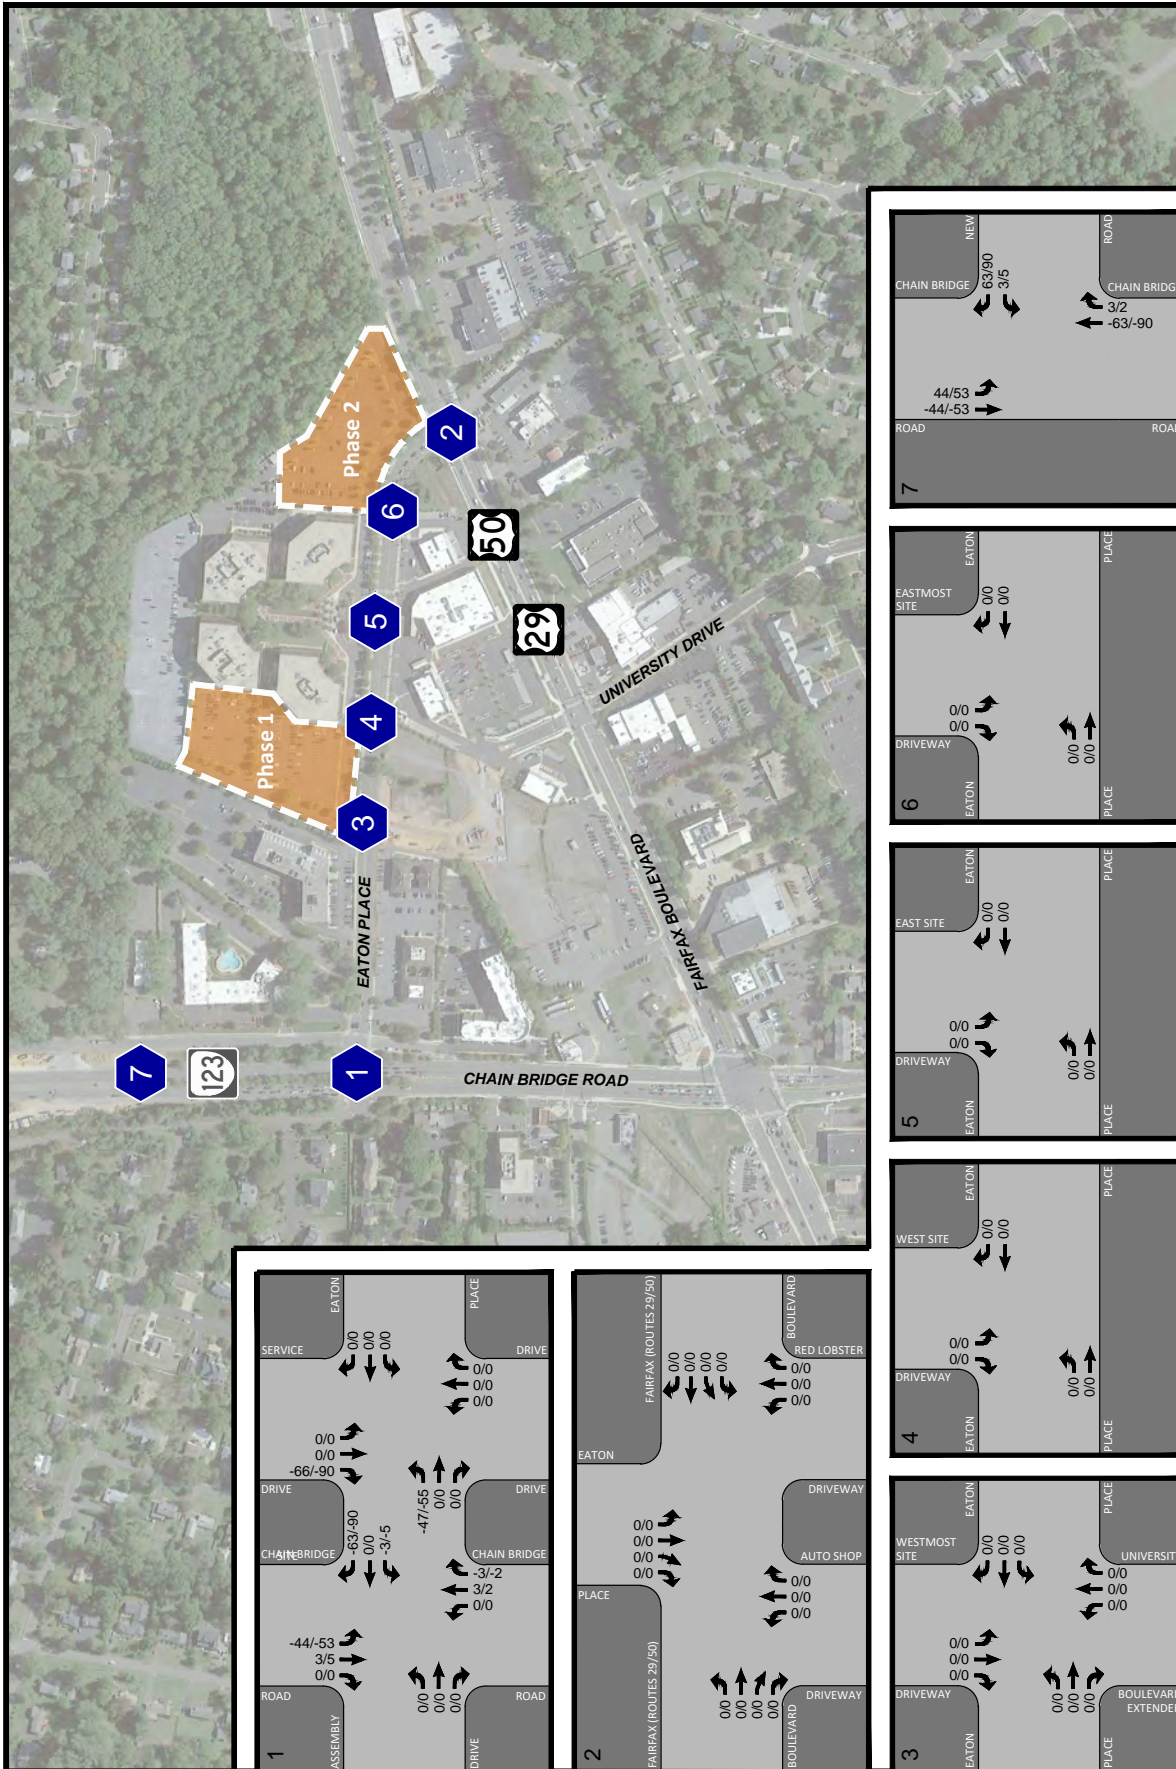 Phase 2
Phase 1
2
6
5
4
3
7
1
50
29
123
UNIVERSITY DRIVE
FAIRFAX BOULEVARD
EATON PLACE
CHAIN BRIDGE ROAD
1
ROAD
ASSEMBLY
DRIVE
ROAD
-44/-53
3/5
0/0
0/0
0/0
0/0
CHAIN BRIDGE
SITE
DRIVE
-63/-90
0/0
-3/-5
-3/-2
3/2
0/0
CHAIN BRIDGE
DRIVE
0/0
0/0
-66/-90
-47/-55
0/0
0/0
SERVICE
EATON
PLACE
DRIVE
0/0
0/0
0/0
0/0
0/0
0/0
2
PLACE
FAIRFAX (ROUTES 29/50)
BOULEVARD
DRIVEWAY
0/0
0/0
0/0
0/0
0/0
0/0
0/0
0/0
0/0
0/0
0/0
AUTO SHOP
DRIVEWAY
EATON
FAIRFAX (ROUTES 29/50)
BOULEVARD
RED LOBSTER
0/0
0/0
0/0
0/0
0/0
0/0
0/0
3
DRIVEWAY
EATON
PLACE
BOULEVARD
EXTENDE
0/0
0/0
0/0
0/0
0/0
0/0
WESTMOST
SITE
EATON
PLACE
UNIVERSIT
0/0
0/0
0/0
0/0
0/0
0/0
4
DRIVEWAY
EATON
PLACE
0/0
0/0
0/0
0/0
WEST SITE
EATON
PLACE
0/0
0/0
5
DRIVEWAY
EATON
PLACE
0/0
0/0
0/0
0/0
EAST SITE
EATON
PLACE
0/0
0/0
6
DRIVEWAY
EATON
PLACE
0/0
0/0
0/0
0/0
EASTMOST
SITE
EATON
PLACE
0/0
0/0
7
ROAD
ROAD
44/53
-44/-53
CHAIN BRIDGE
NEW
63/90
3/5
ROAD
CHAIN BRIDG
3/2
-63/-90